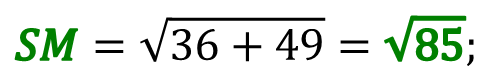 SM = √36 + 49 = √85;